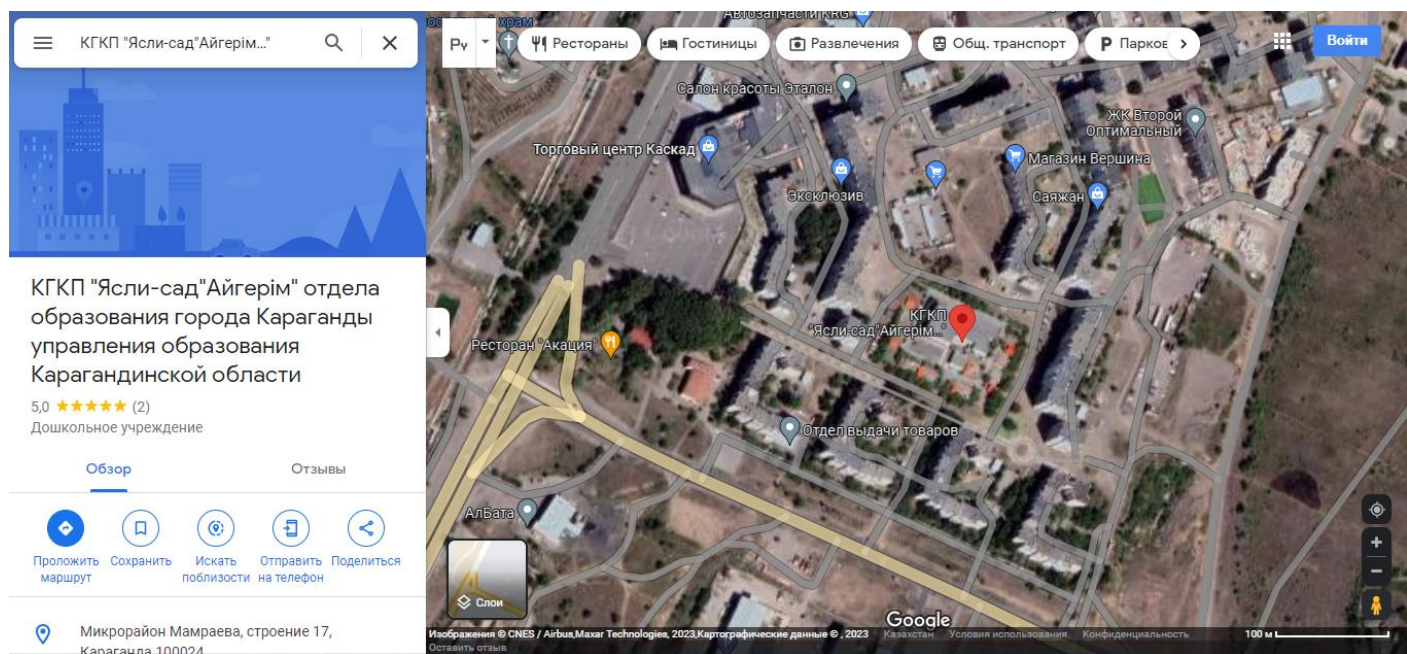 КГКП "Ясли-сад"Айгерім..."
КГКП "Ясли-сад"Айгерім" отдела
образования города Караганды
управления образования
Карагандинской области
5,0 ★★★★★ (2)
Дошкольное учреждение
Обзор
Отзывы
Проложить
маршрут
Сохранить
Искать
поблизости
Отправить
на телефон
Поделиться
Микрорайон Мамраева, строение 17,
Караганда 100024
Рестораны
Гостиницы
Развлечения
Общ. транспорт
Парков
Войти
храм
Автозапчасти KRG
Салон красоты Эталон
ЖК Второй
Оптимальный
Торговый центр Каскад
Магазин Вершина
Эксклюзив
Саяжан
КГКП
"Ясли-сад"Айгерім..."
Ресторан "Акация"
Отдел выдачи товаров
АлБата
Слои
Google
Изображения © CNES / Airbus,Maxar Technologies, 2023,Картографические данные © , 2023
Казахстан
Условия использования
Конфиденциальность
100 м
Оставить отзыв